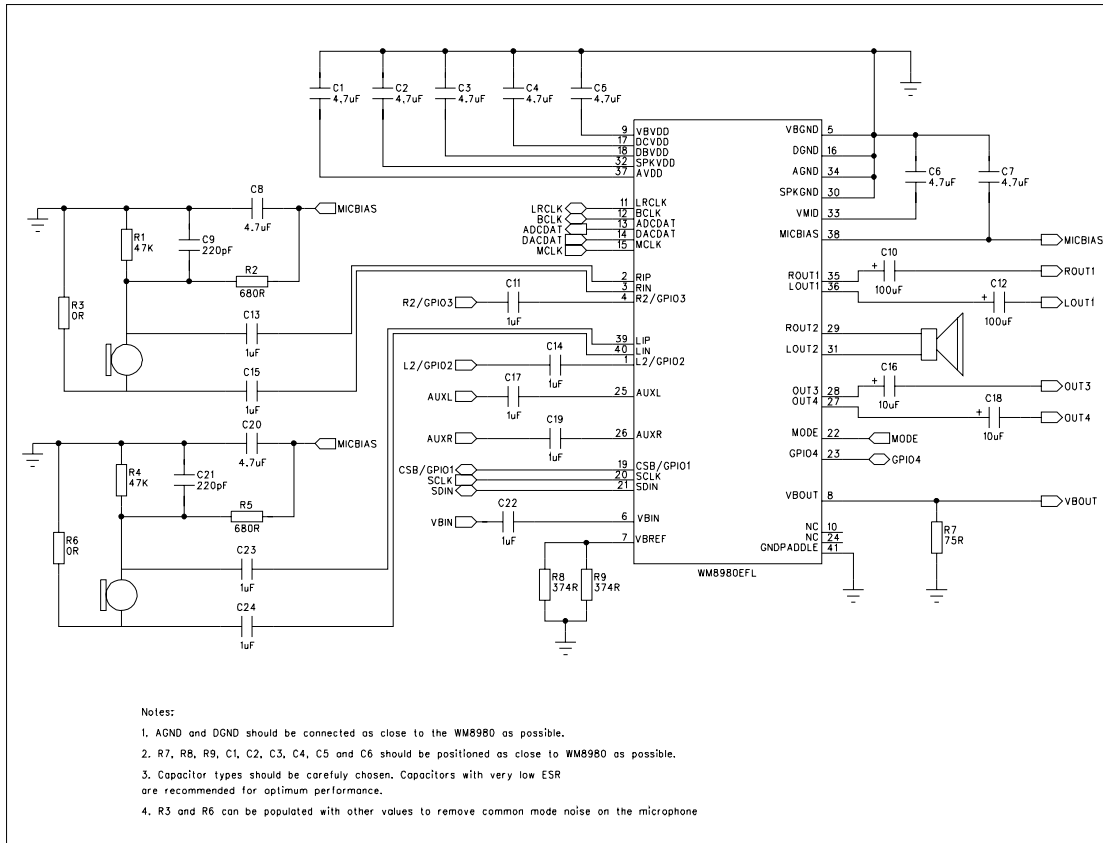 C1
4.7uF
C2
4.7uF
C3
4.7uF
C4
4.7uF
C5
4.7uF
9 VBVDD
17 DCVDD
18 DBVDD
32 SPKVDD
37 AVDD
VBGND 5
DGND 16
AGND 34
SPKGND 30
VMID 33
MICBIAS 38
C6
4.7uF
C7
4.7uF
MICBIAS
C8
4.7uF
MICBIAS
R1
47K
C9
220pF
R2
680R
R3
0R
C13
1uF
C15
1uF
LRCLK 11 LRCLK
BCLK 12 BCLK
ADCDAT 13 ADCDAT
DACDAT 14 DACDAT
MCLK 15 MCLK
2 RIP
3 RIN
R2/GPIO3 4 R2/GPIO3
C11
1uF
39 LIP
40 LIN
L2/GPIO2 1 L2/GPIO2
C14
1uF
AUXL 25 AUXL
C17
1uF
AUXR 26 AUXR
C19
1uF
CSB/GPIO1 19 CSB/GPIO1
SCLK 20 SCLK
SDIN 21 SDIN
VBIN 6 VBIN
C22
1uF
7 VBREF
R8
374R
R9
374R
ROUT1 35
LOUT1 36
C10
+
100uF
ROUT1
C12
+
100uF
LOUT1
ROUT2 29
LOUT2 31
OUT3 28
OUT4 27
C16
+
10uF
OUT3
C18
+
10uF
OUT4
MODE 22 MODE
GPIO4 23 GPIO4
VBOUT 8 VBOUT
R7
75R
NC 10
NC 24
GNDPADDLE 41
WM8980EFL
C20
4.7uF
MICBIAS
R4
47K
C21
220pF
R5
680R
R6
0R
C23
1uF
C24
1uF
Notes:
1. AGND and DGND should be connected as close to the WM8980 as possible.
2. R7, R8, R9, C1, C2, C3, C4, C5 and C6 should be positioned as close to WM8980 as possible.
3. Capacitor types should be carefuly chosen. Capacitors with very low ESR
are recommended for optimum performance.
4. R3 and R6 can be populated with other values to remove common mode noise on the microphone